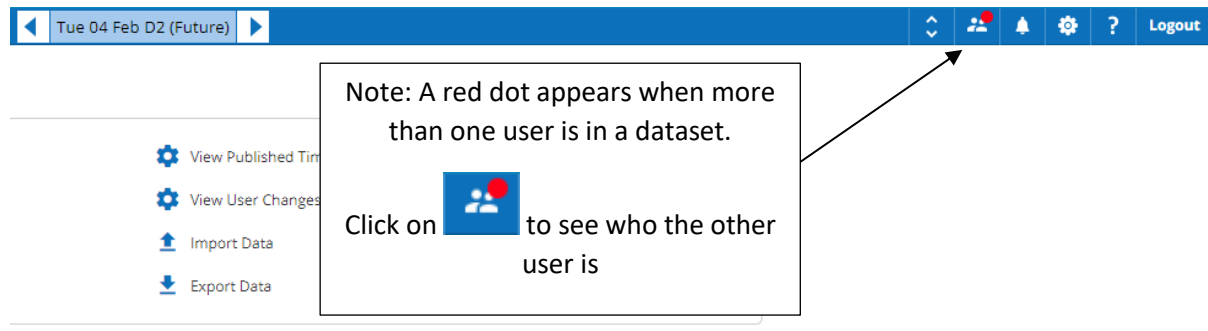 Tue 04 Feb D2 (Future)
? Logout
Note: A red dot appears when more
than one user is in a dataset.
Click on to see who the other
user is
View Published Tim
View User Changes
Import Data
Export Data